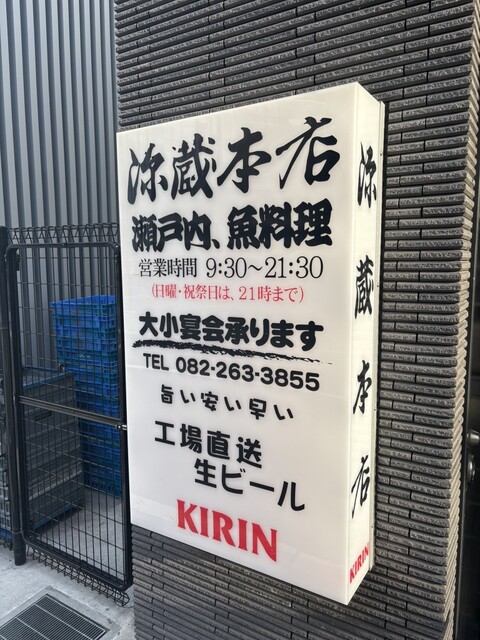 源蔵本店
瀬戸内、魚料理
営業時間 9:30～21:30
(日曜・祝祭日は、21時まで)
大小宴会承ります
TEL 082-263-3855
旨い安い早い
工場直送
生ビール
KIRIN
源蔵本店
KIRIN